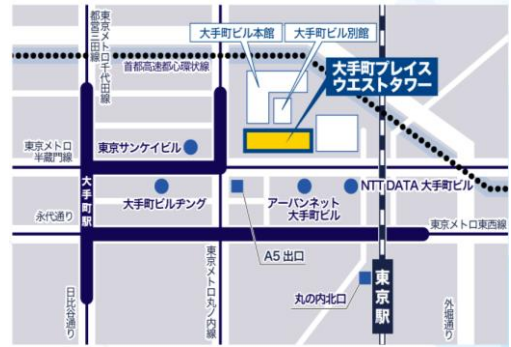 東京メトロ千代田線
都営三田線
大手町ビル本館
大手町ビル別館
首都高速都心環状線
大手町プレイス
ウエストタワー
東京メトロ
半蔵門線
東京サンケイビル
大手町駅
大手町ビルヂング
アーバンネット
大手町ビル
NTT DATA 大手町ビル
永代通り
東京メトロ東西線
A5 出口
日比谷通り
東京メトロ丸ノ内線
丸の内北口
東京駅
外堀通り